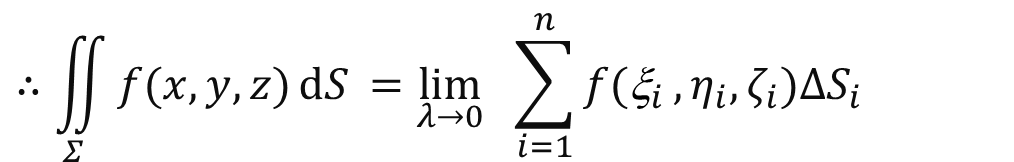 ∴ ∬_Σ f(x, y, z) dS = lim_{λ→0} ∑_{i=1}^{n} f(ξ_i , η_i, ζ_i)ΔS_i